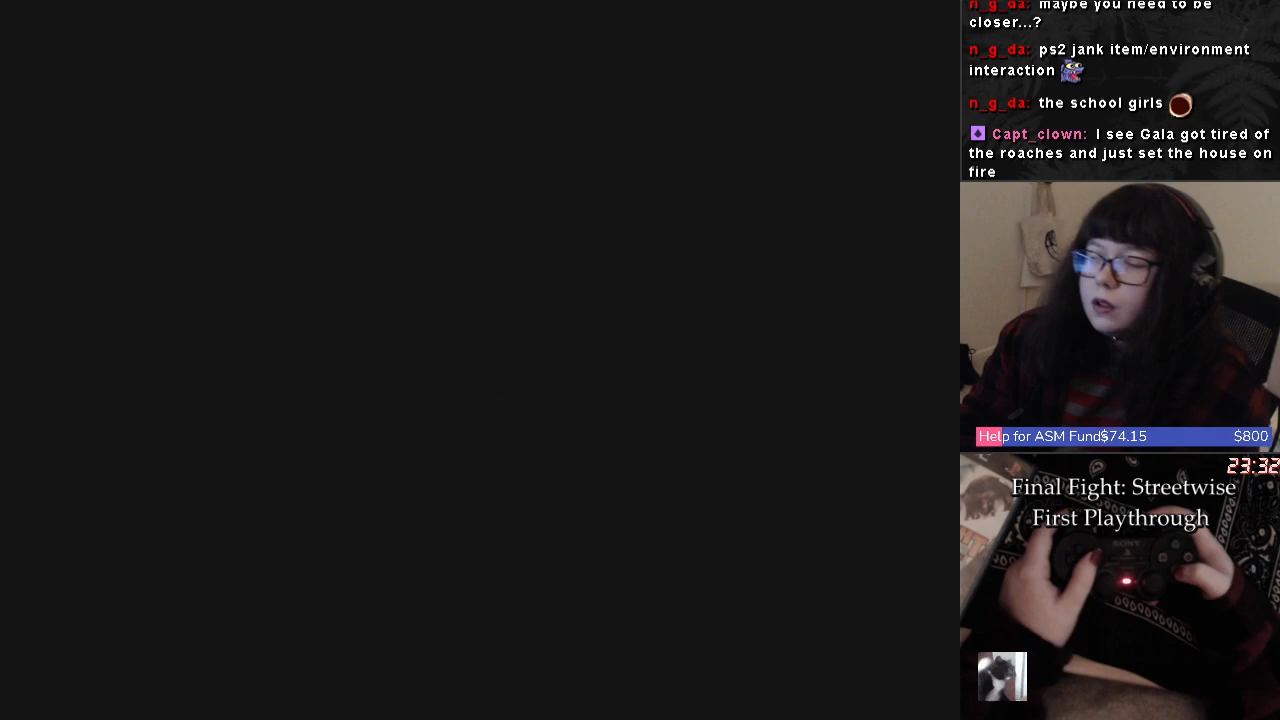 n_g_da: maybe you need to be
closer...?
n_g_da: ps2 jank item/environment
interaction
n_g_da: the school girls
Capt_clown: I see Gala got tired of
the roaches and just set the house on
fire
Help for ASM Fund $74.15 $800
23:32
Final Fight: Streetwise
First Playthrough
SONY